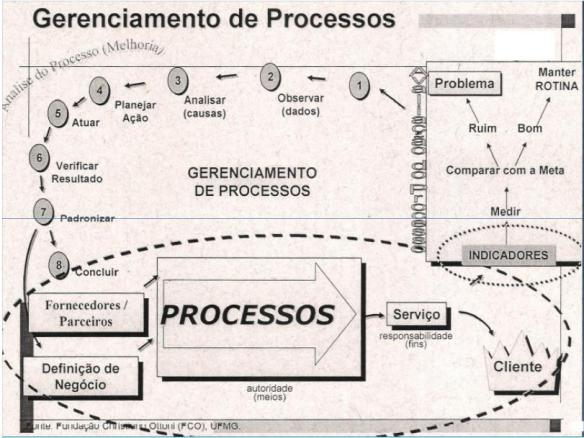 Gerenciamento de Processos
Análise do Processo (Melhoria)
1
2
Observar
(dados)
3
Analisar
(causas)
4
Planejar
Ação
5
Atuar
6
Verificar
Resultado
7
Padronizar
8
Concluir
GERENCIAMENTO
DE PROCESSOS
Problema
Manter
ROTINA
Ruim
Bom
Comparar com a Meta
Medir
INDICADORES
Fornecedores /
Parceiros
Definição de
Negócio
PROCESSOS
autoridade
(meios)
Serviço
responsabilidade
(fins)
Cliente
Fonte: Fundação Christiano Ottoni (FCO), UFMG.